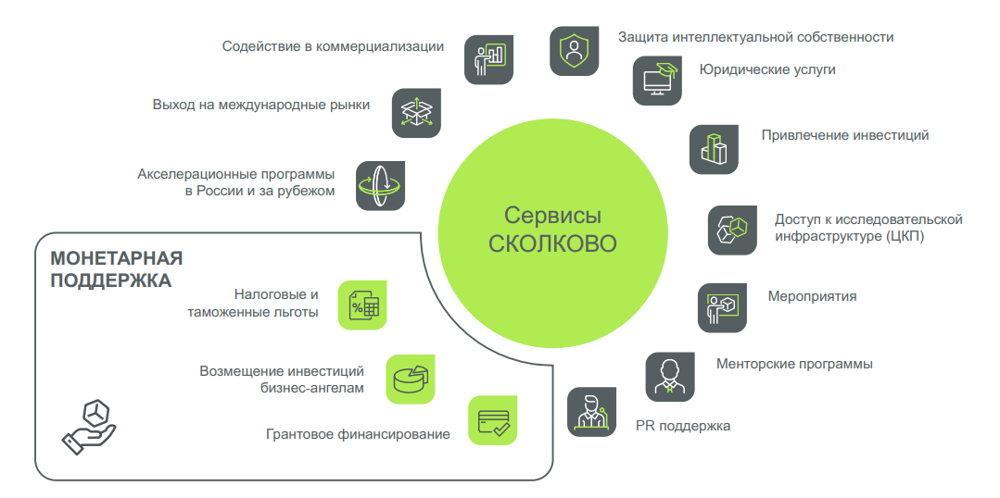 Содействие в коммерциализации
Защита интеллектуальной собственности
Юридические услуги
Выход на международные рынки
Привлечение инвестиций
Акселерационные программы
в России и за рубежом
Сервисы
СКОЛКОВО
Доступ к исследовательской
инфраструктуре (ЦКП)
МОНЕТАРНАЯ
ПОДДЕРЖКА
Налоговые и
таможенные льготы
%
Мероприятия
Возмещение инвестиций
бизнес-ангелам
Менторские программы
Грантовое финансирование
PR поддержка